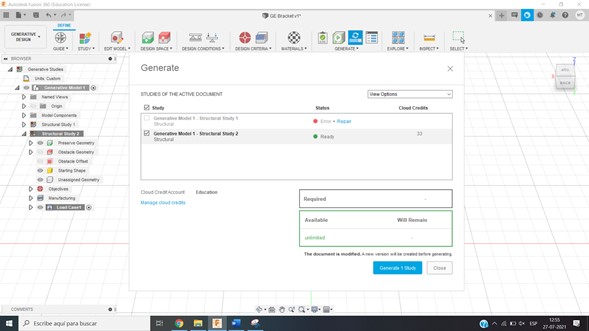 Autodesk Fusion 360 (Education License)
GE Bracket v1*
DEFINE
GENERATIVE
DESIGN
GUIDE
STUDY
EDIT MODEL
DESIGN SPACE
DESIGN CONDITIONS
DESIGN CRITERIA
MATERIALS
GENERATE
EXPLORE
INSPECT
SELECT
BROWSER
Generative Studies
Units: Custom
Generative Model 1
Named Views
Origin
Model Components
Structural Study 1
Structural Study 2
Preserve Geometry
Obstacle Geometry
Obstacle Offset
Starting Shape
Unassigned Geometry
Objectives
Manufacturing
Load Case1
Generate
STUDIES OF THE ACTIVE DOCUMENT
View Options
Study
Status
Cloud Credits
Generative Model 1 - Structural Study 1
Structural
Error - Repair
Generative Model 1 - Structural Study 2
Structural
Ready
33
Cloud Credit Account
Education
Manage cloud credits
Required
-
Available
Will Remain
unlimited
-
The document is modified. A new version will be created before generating.
Generate 1 Study
Close
BACK
COMMENTS
Escribe aquí para buscar
ESP
12:55
27-07-2021